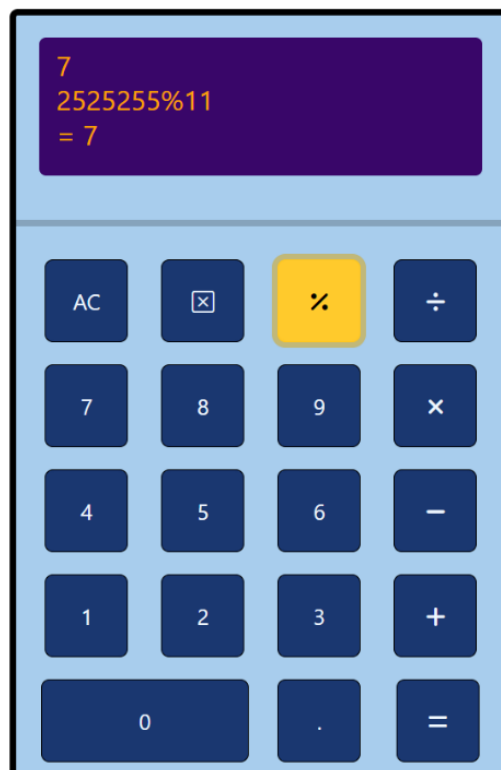 7
2525255%11
= 7
AC ⌧ % ÷
7 8 9 ×
4 5 6 −
1 2 3 +
0 . =